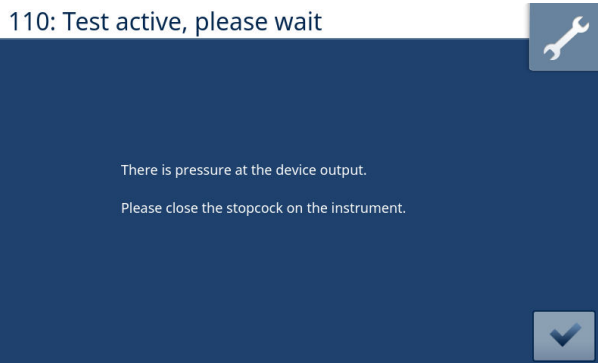 110: Test active, please wait
There is pressure at the device output.
Please close the stopcock on the instrument.